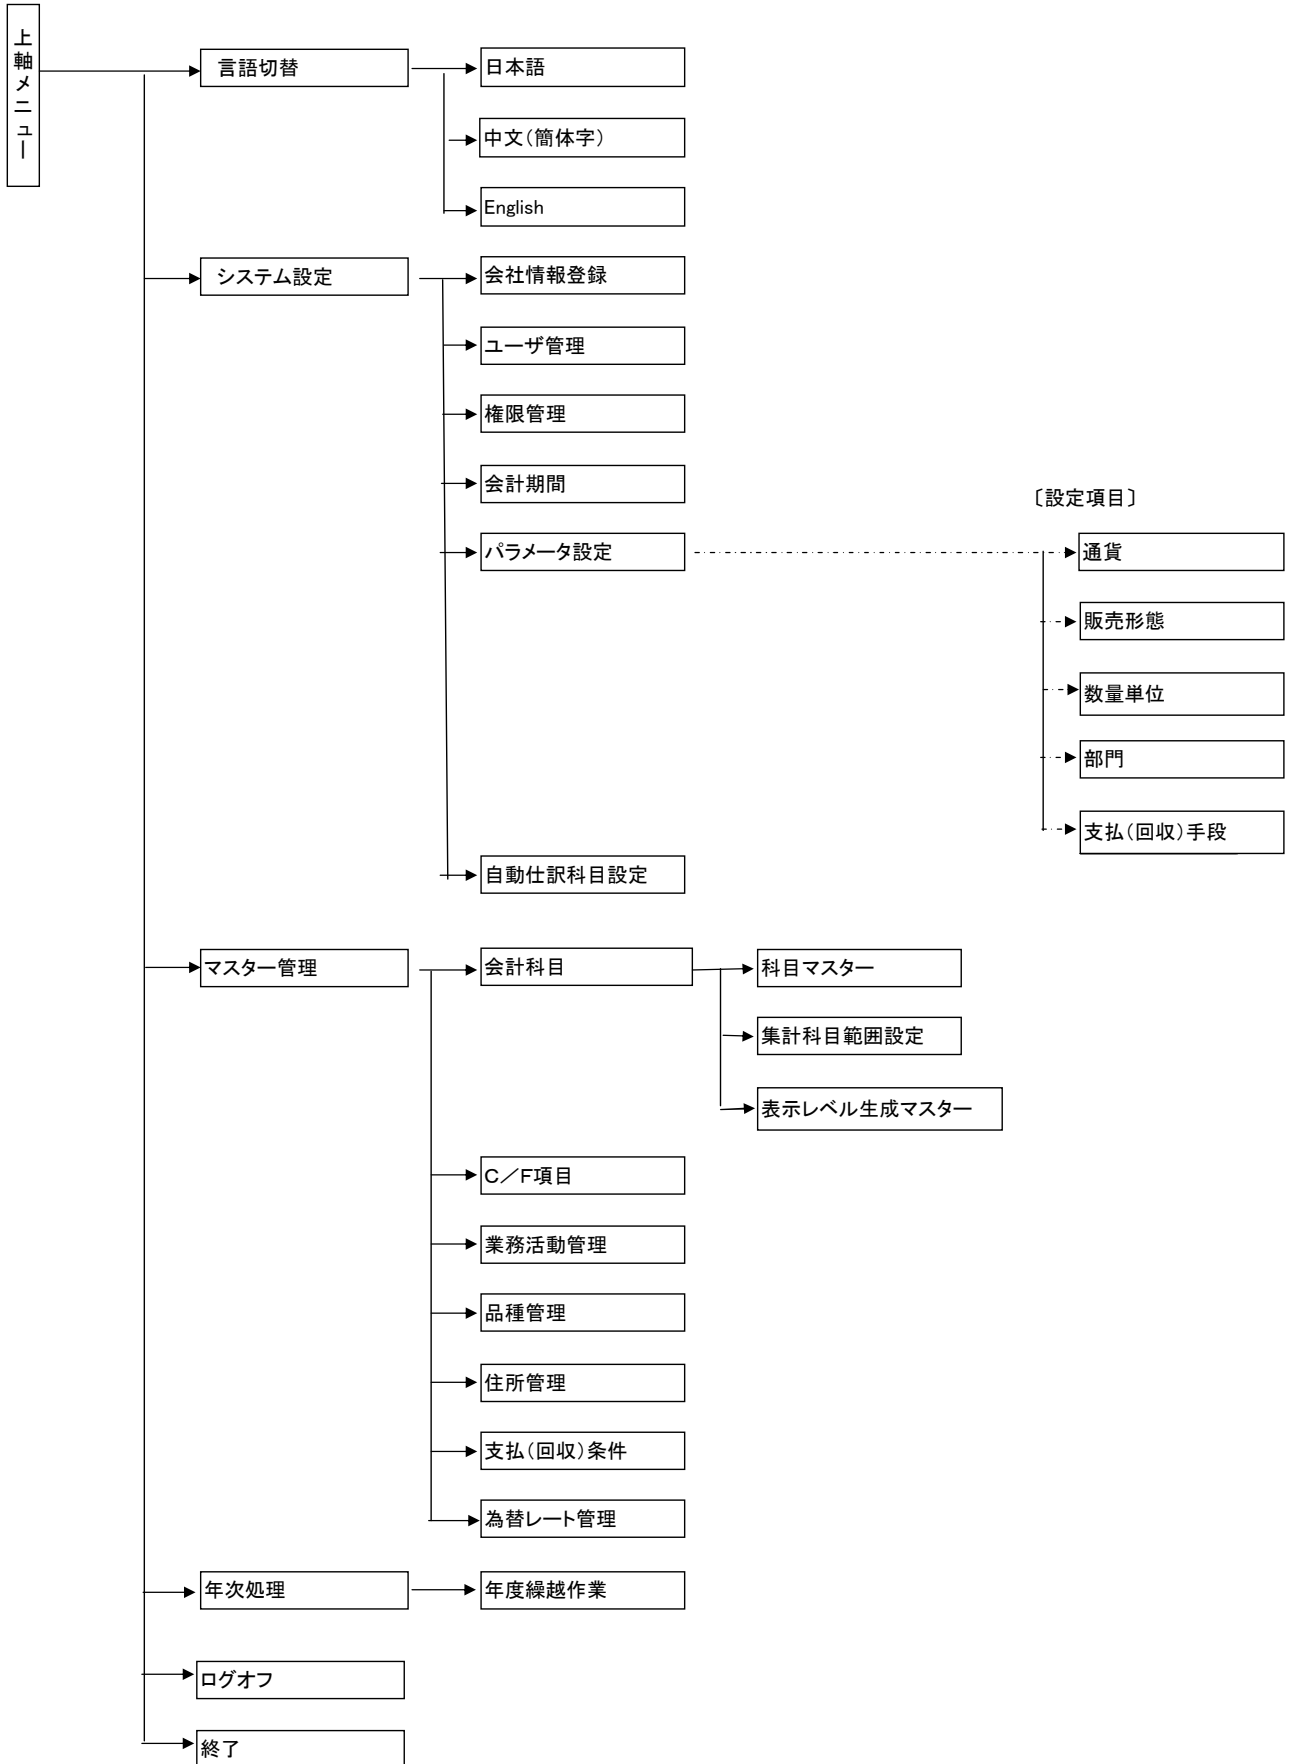 上軸メニュー
言語切替
日本語
中文（簡体字）
English
システム設定
会社情報登録
ユーザ管理
権限管理
会計期間
〔設定項目〕
パラメータ設定
通貨
販売形態
数量単位
部門
支払（回収）手段
自動仕訳科目設定
マスター管理
会計科目
科目マスター
集計科目範囲設定
表示レベル生成マスター
C／F項目
業務活動管理
品種管理
住所管理
支払（回収）条件
為替レート管理
年次処理
年度繰越作業
ログオフ
終了